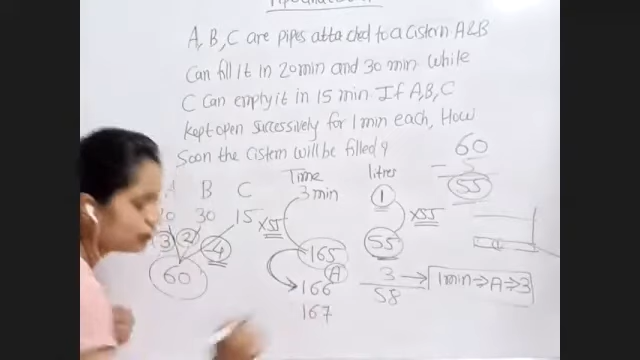 A, B, C are pipes attached to a Cistern A&B
Can fill it in 20min and 30 min while
C Can empty it in 15 min. If A,B,C
Kept open successively for 1 min each, How
Soon the cistern will be filled?
60
- 5
55
Time litres
B C 3 min 1
30 15 x55 x55
165 55
3 2 -4 A
60 166 3 → 1min ⇒ A ⇒ 3
167 58